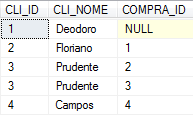 CLI_ID CLI_NOME COMPRA_ID
1 Deodoro NULL
2 Floriano 1
3 Prudente 2
3 Prudente 3
4 Campos 4